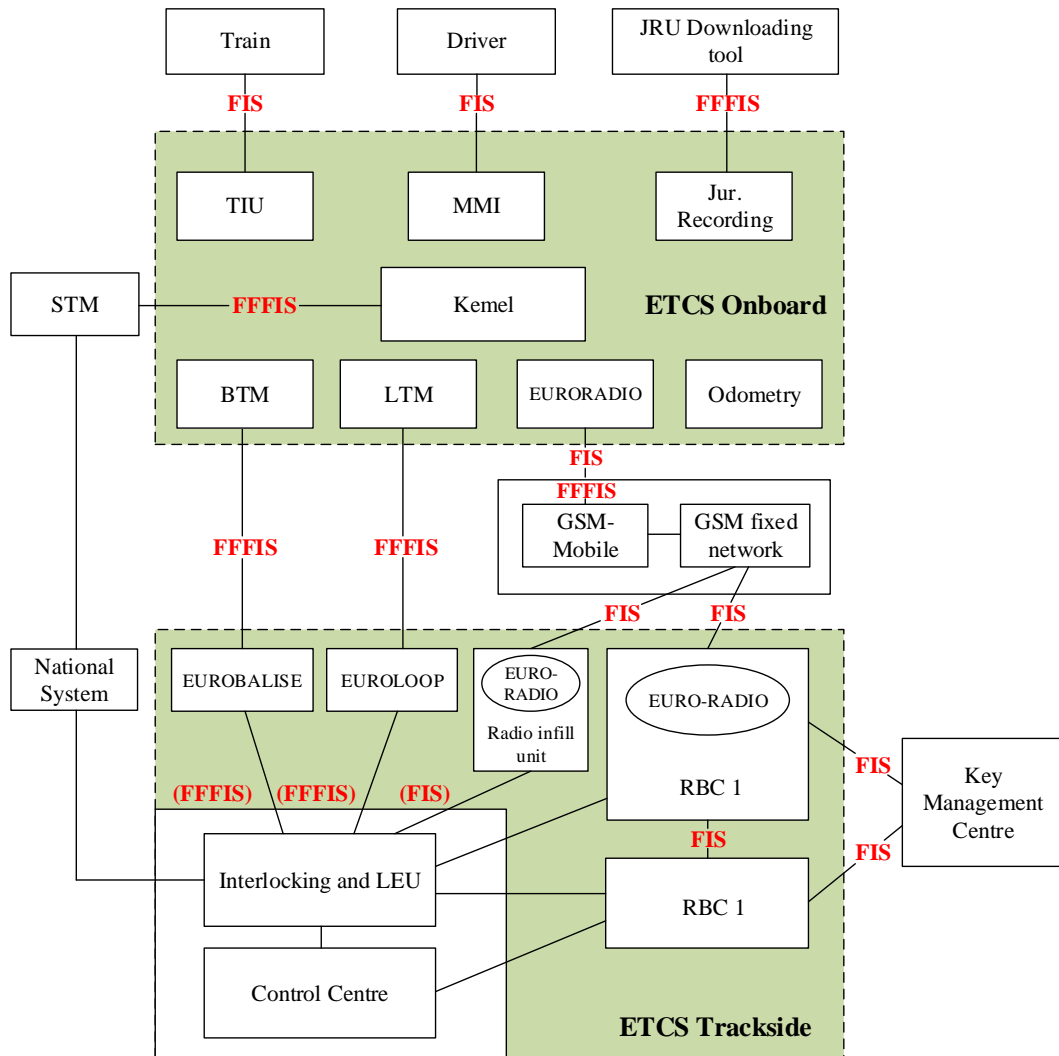 Train
Driver
JRU Downloading
tool
FIS
FIS
FFFIS
TIU
MMI
Jur.
Recording
STM
FFFIS
Kemel
ETCS Onboard
BTM
LTM
EURORADIO
Odometry
FIS
FFFIS
GSM-
Mobile
GSM fixed
network
FFFIS
FFFIS
FIS
FIS
National
System
EUROBALISE
EUROLOOP
EURO-
RADIO
Radio infill
unit
EURO-RADIO
RBC 1
FIS
Key
Management
Centre
(FFFIS)
(FFFIS)
(FIS)
FIS
FIS
Interlocking and LEU
RBC 1
Control Centre
ETCS Trackside